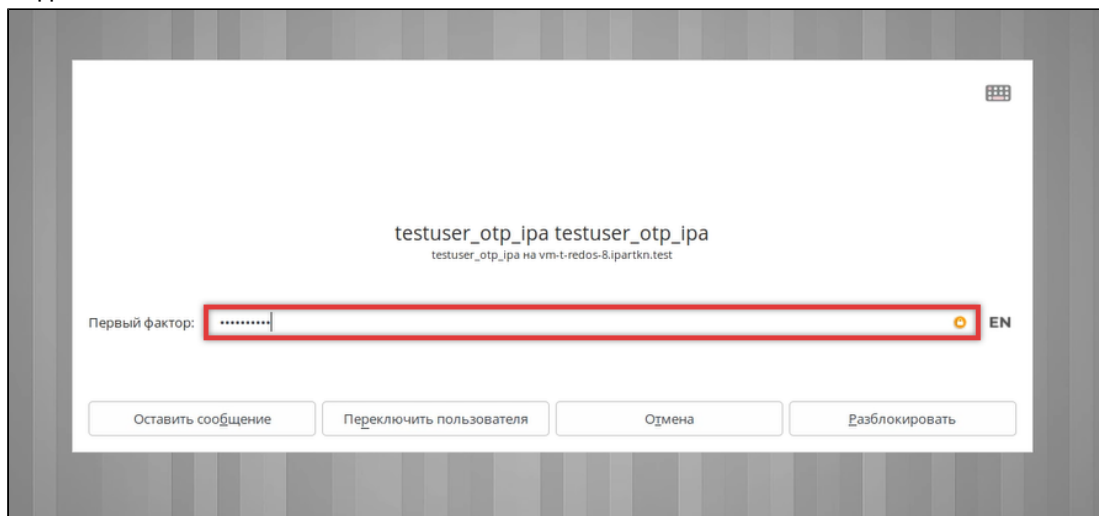 testuser_otp_ipa testuser_otp_ipa
testuser_otp_ipa на vm-t-redos-8.ipartkn.test
Первый фактор: •••••••••• EN
Оставить сообщение Переключить пользователя Отмена Разблокировать